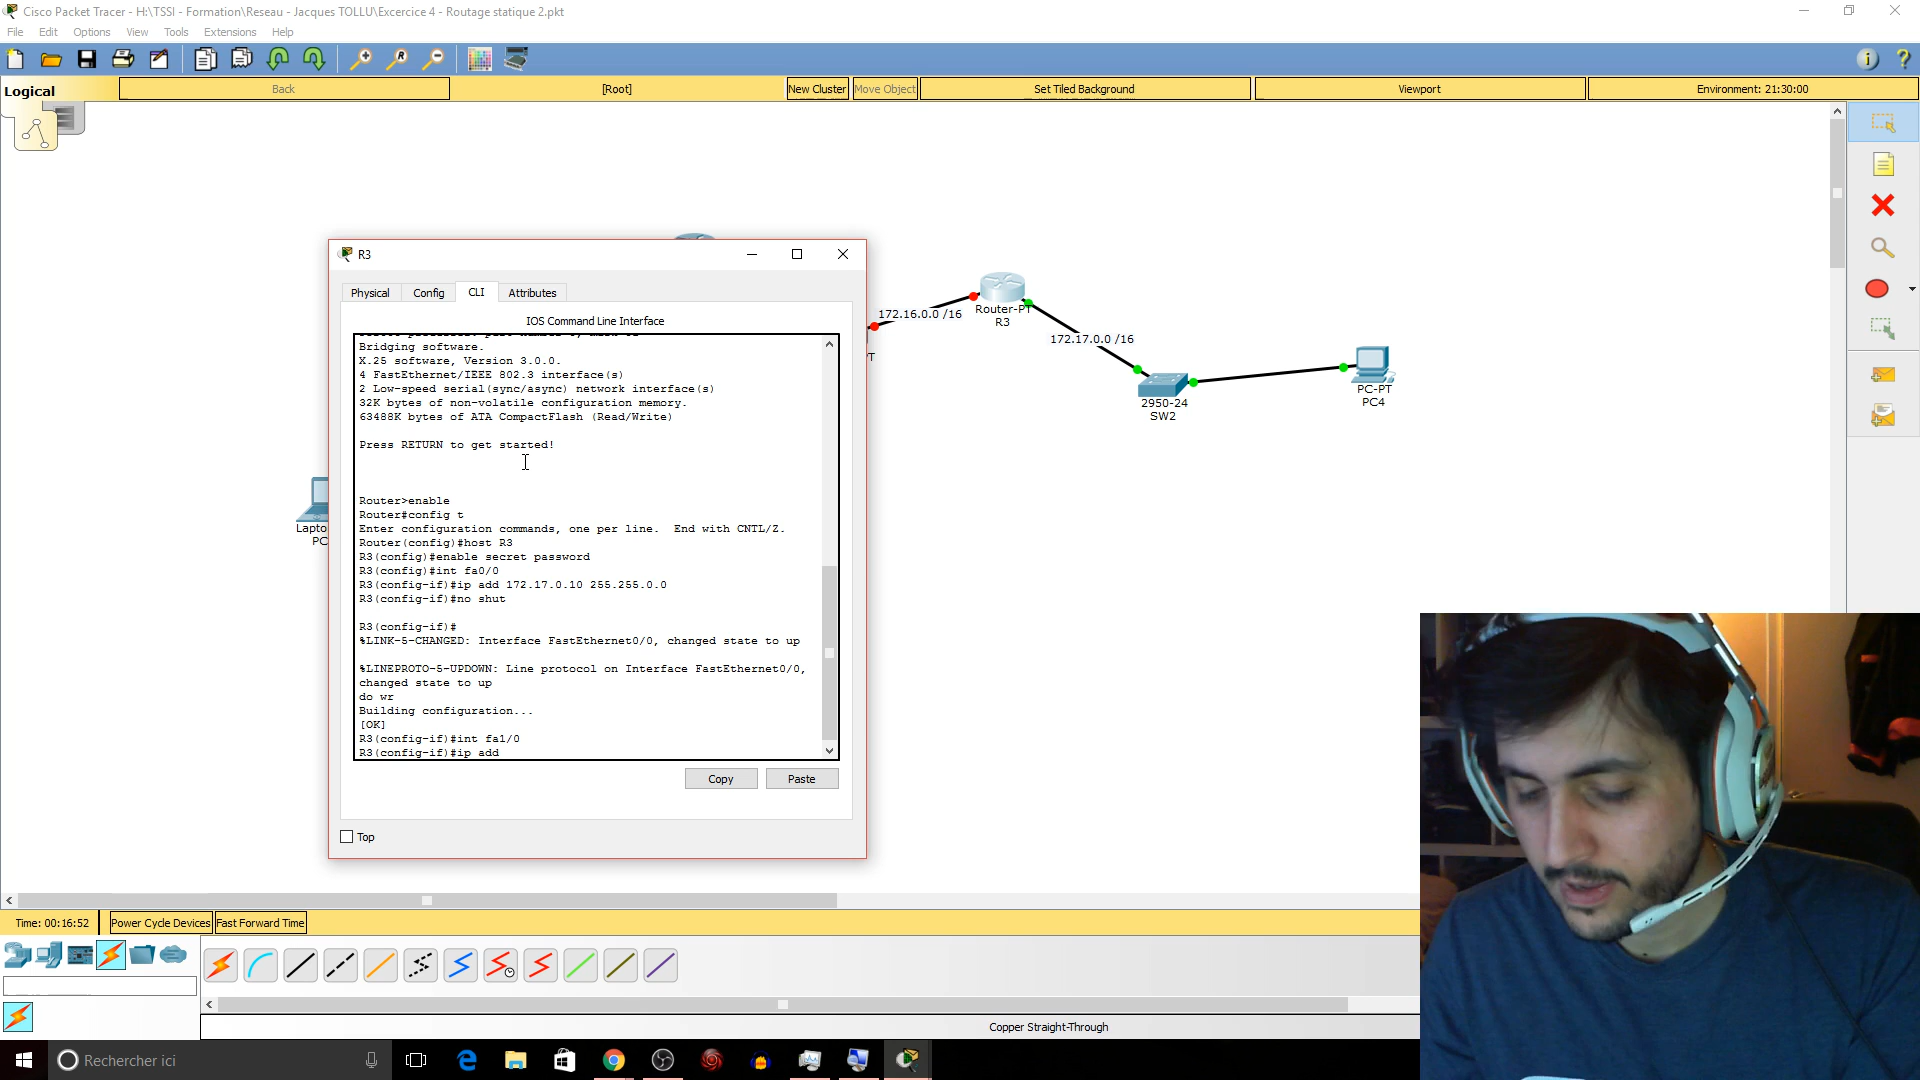 Cisco Packet Tracer - H:\TSSI - Formation\Reseau - Jacques TOLLU\Excercice 4 - Routage statique 2.pkt
File Edit Options View Tools Extensions Help
Logical
Back
[Root]
New Cluster
Move Object
Set Tiled Background
Viewport
Environment: 21:30:00
R3
Physical Config CLI Attributes
IOS Command Line Interface
Bridging software.
X.25 software, Version 3.0.0.
4 FastEthernet/IEEE 802.3 interface(s)
2 Low-speed serial(sync/async) network interface(s)
32K bytes of non-volatile configuration memory.
63488K bytes of ATA CompactFlash (Read/Write)
Press RETURN to get started!
Router>enable
Router#config t
Enter configuration commands, one per line. End with CNTL/Z.
Router(config)#host R3
R3(config)#enable secret password
R3(config)#int fa0/0
R3(config-if)#ip add 172.17.0.10 255.255.0.0
R3(config-if)#no shut
R3(config-if)#
%LINK-5-CHANGED: Interface FastEthernet0/0, changed state to up
%LINEPROTO-5-UPDOWN: Line protocol on Interface FastEthernet0/0,
changed state to up
do wr
Building configuration...
[OK]
R3(config-if)#int fa1/0
R3(config-if)#ip add
Copy
Paste
Top
172.16.0.0 /16
Router-PT
R3
172.17.0.0 /16
2950-24
SW2
PC-PT
PC4
Lapto
PC
T
Time: 00:16:52
Power Cycle Devices
Fast Forward Time
Copper Straight-Through
Rechercher ici